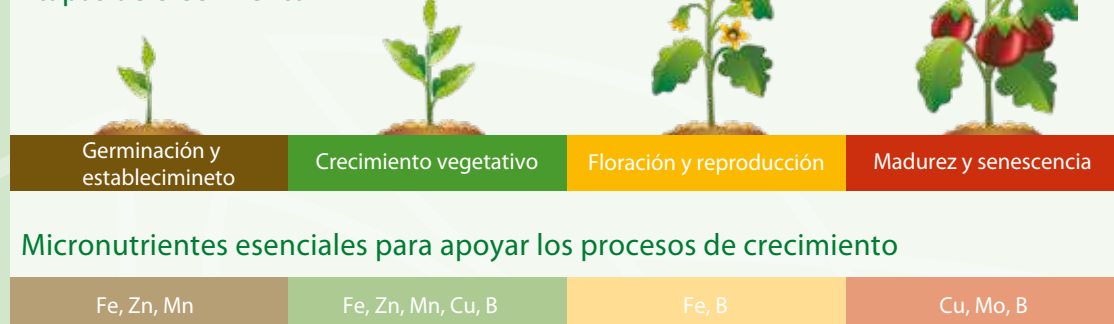 Germinación y
establecimineto
Crecimiento vegetativo
Floración y reproducción
Madurez y senescencia
Micronutrientes esenciales para apoyar los procesos de crecimiento
Fe, Zn, Mn
Fe, Zn, Mn, Cu, B
Fe, B
Cu, Mo, B